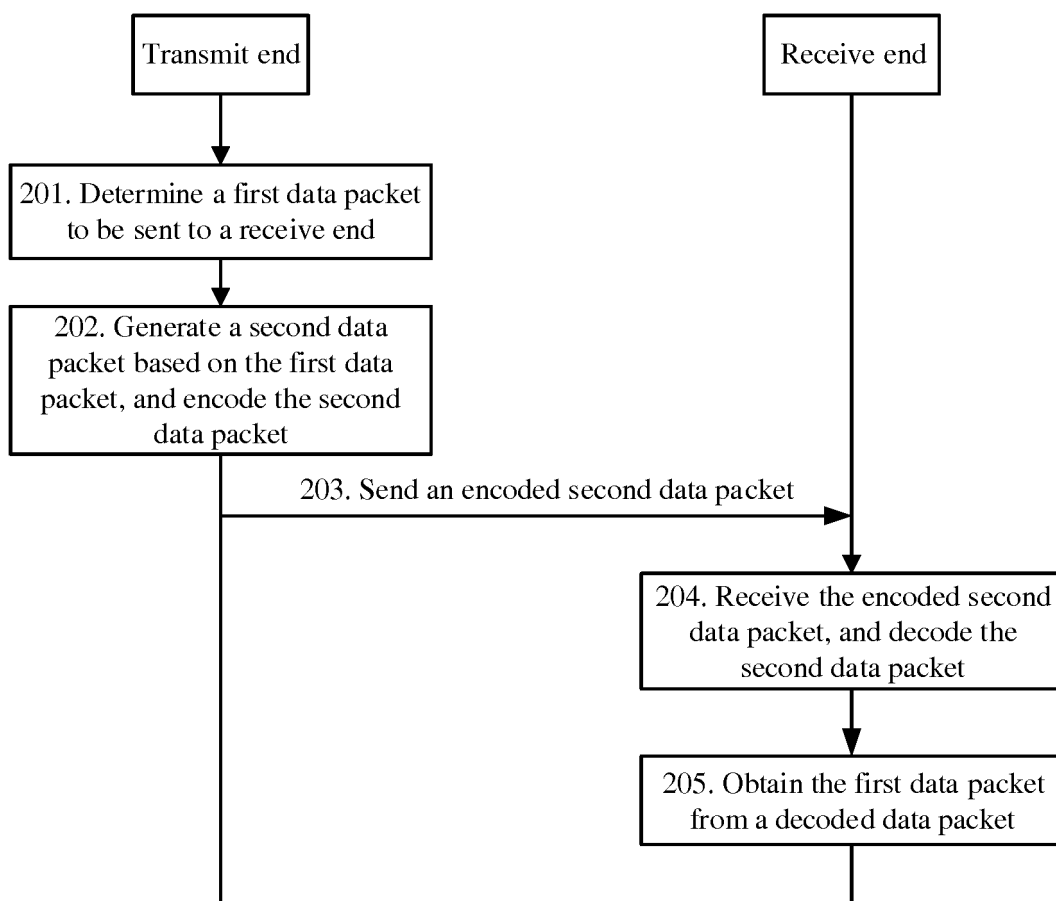 Transmit end
Receive end
201. Determine a first data packet
to be sent to a receive end
202. Generate a second data
packet based on the first data
packet, and encode the second
data packet
203. Send an encoded second data packet
204. Receive the encoded second
data packet, and decode the
second data packet
205. Obtain the first data packet
from a decoded data packet